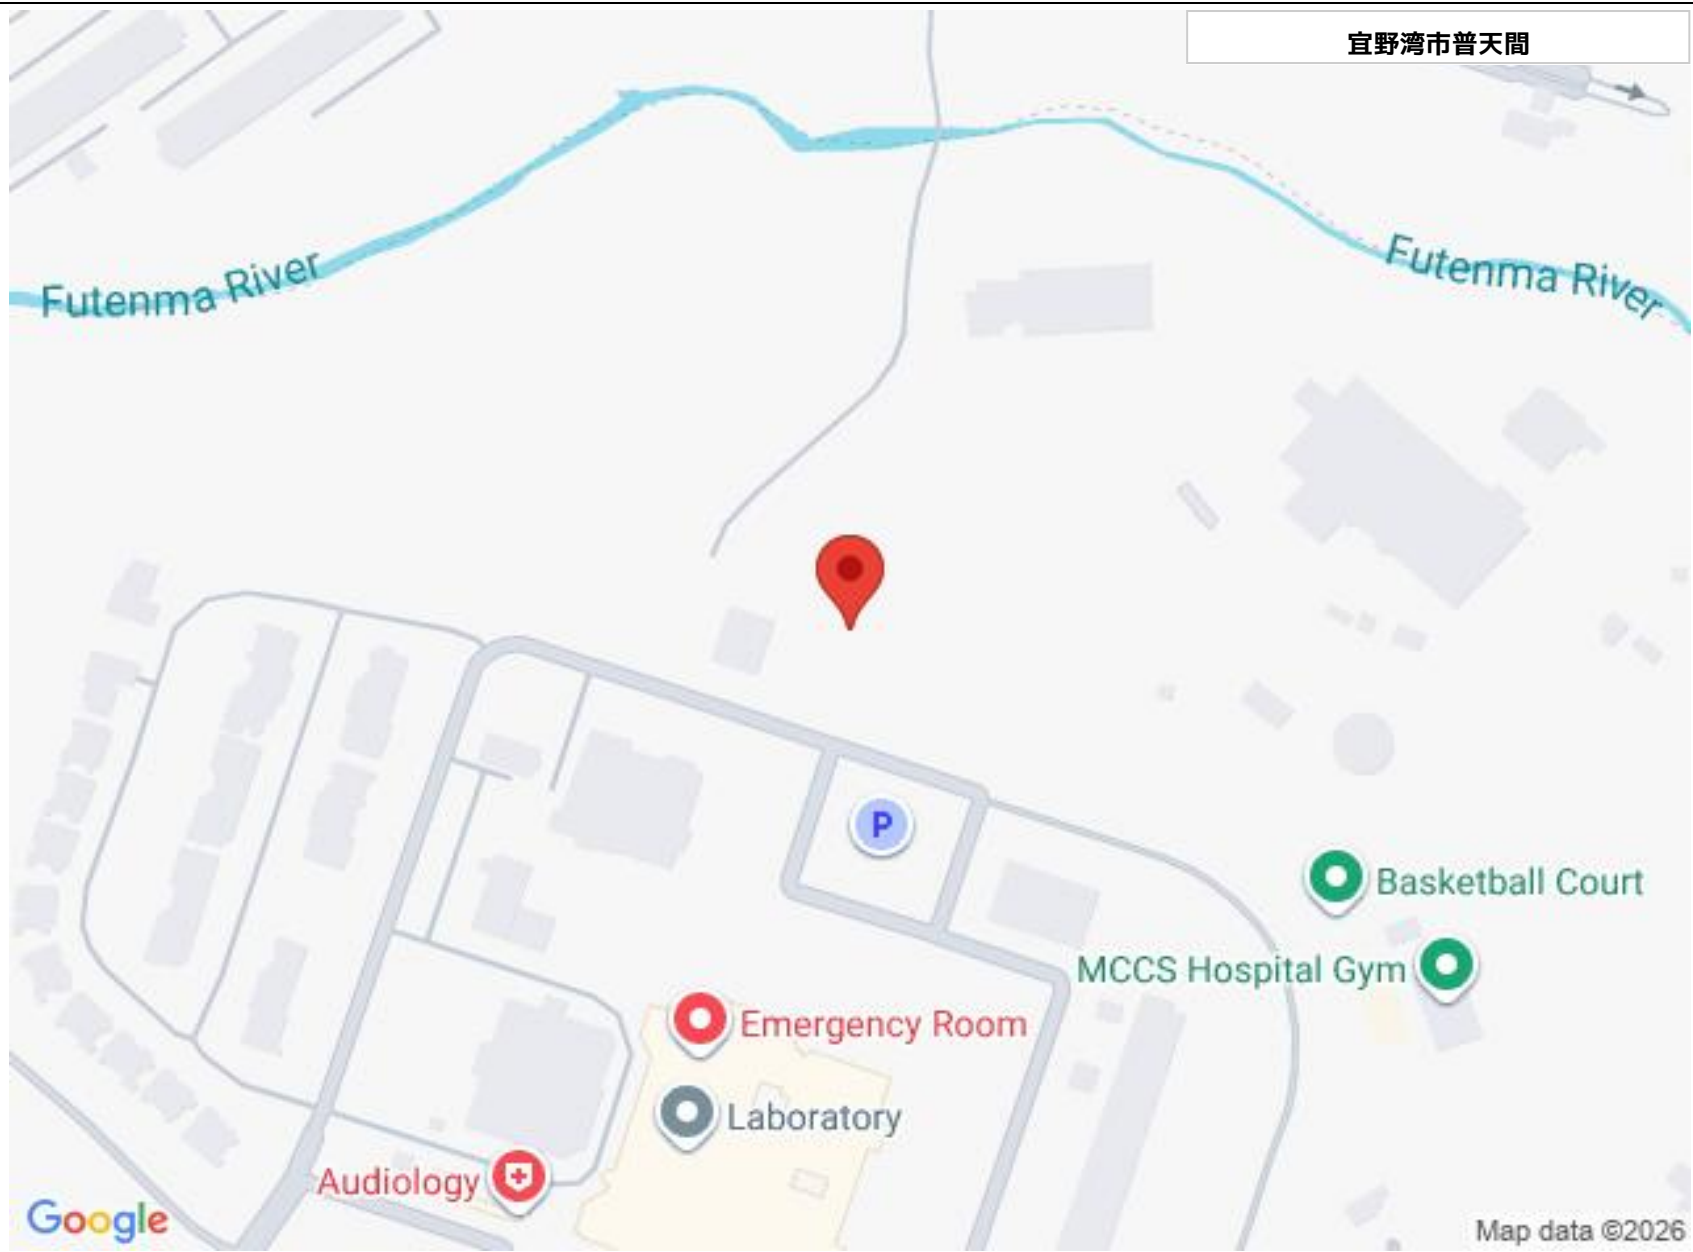 宜野湾市普天間
Futenma River
Futenma River
P
Basketball Court
MCCS Hospital Gym
Emergency Room
Laboratory
Audiology
Google
Map data ©2026